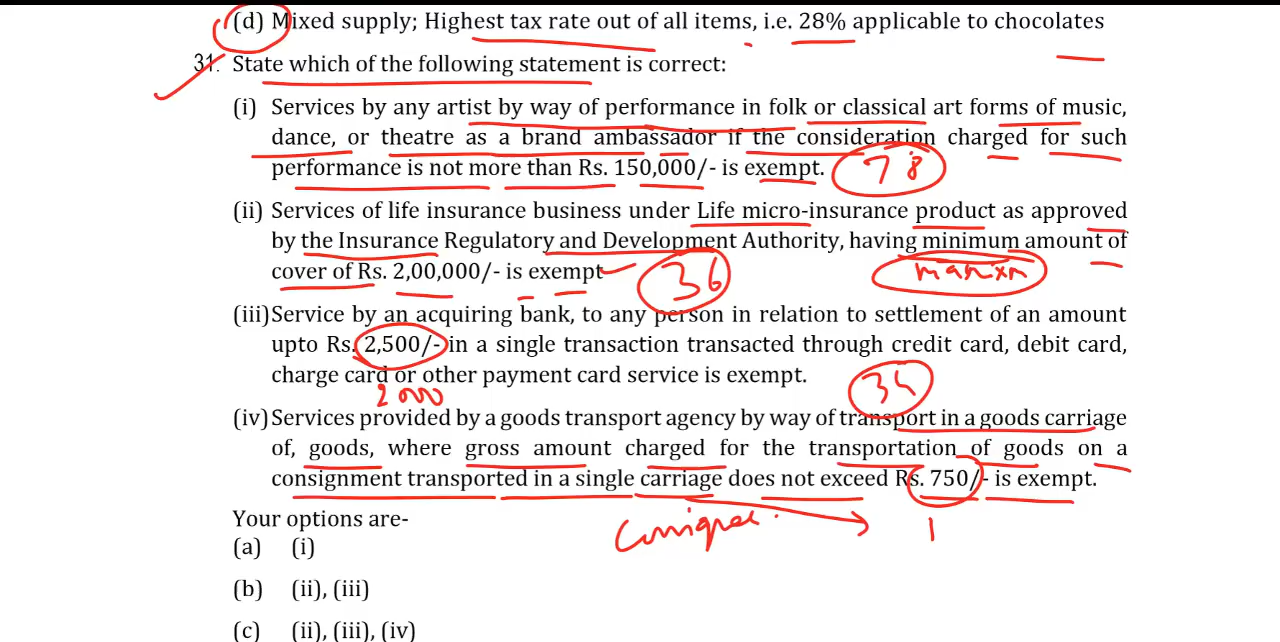 (d) Mixed supply; Highest tax rate out of all items, i.e. 28% applicable to chocolates
31. State which of the following statement is correct:
(i) Services by any artist by way of performance in folk or classical art forms of music,
dance, or theatre as a brand ambassador if the consideration charged for such
performance is not more than Rs. 150,000/- is exempt. 78
(ii) Services of life insurance business under Life micro-insurance product as approved
by the Insurance Regulatory and Development Authority, having minimum amount of
cover of Rs. 2,00,000/- is exempt 36
(iii) Service by an acquiring bank, to any person in relation to settlement of an amount
upto Rs. 2,500/- in a single transaction transacted through credit card, debit card,
charge card or other payment card service is exempt.
2000
(iv) Services provided by a goods transport agency by way of transport in a goods carriage
of, goods, where gross amount charged for the transportation of goods on a
consignment transported in a single carriage does not exceed Rs. 750/- is exempt.
Your options are-
(a) (i)
(b) (ii), (iii)
(c) (ii), (iii), (iv)